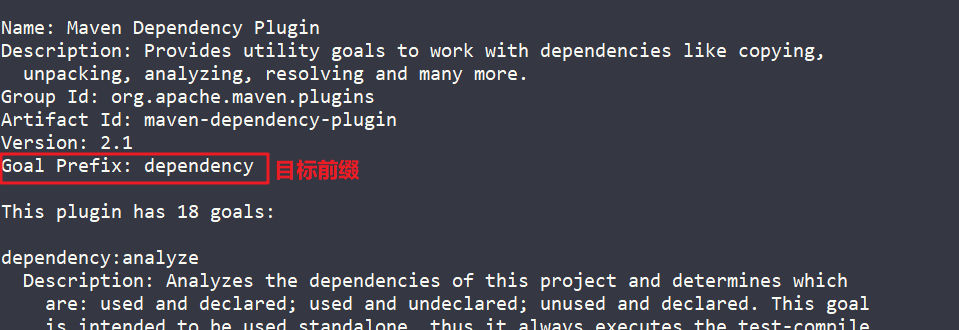 Name: Maven Dependency Plugin
Description: Provides utility goals to work with dependencies like copying,
unpacking, analyzing, resolving and many more.
Group Id: org.apache.maven.plugins
Artifact Id: maven-dependency-plugin
Version: 2.1
Goal Prefix: dependency 目标前缀
This plugin has 18 goals:
dependency:analyze
Description: Analyzes the dependencies of this project and determines which
are: used and declared; used and undeclared; unused and declared. This goal
is intended to be used standalone, thus it always executes the test-compile